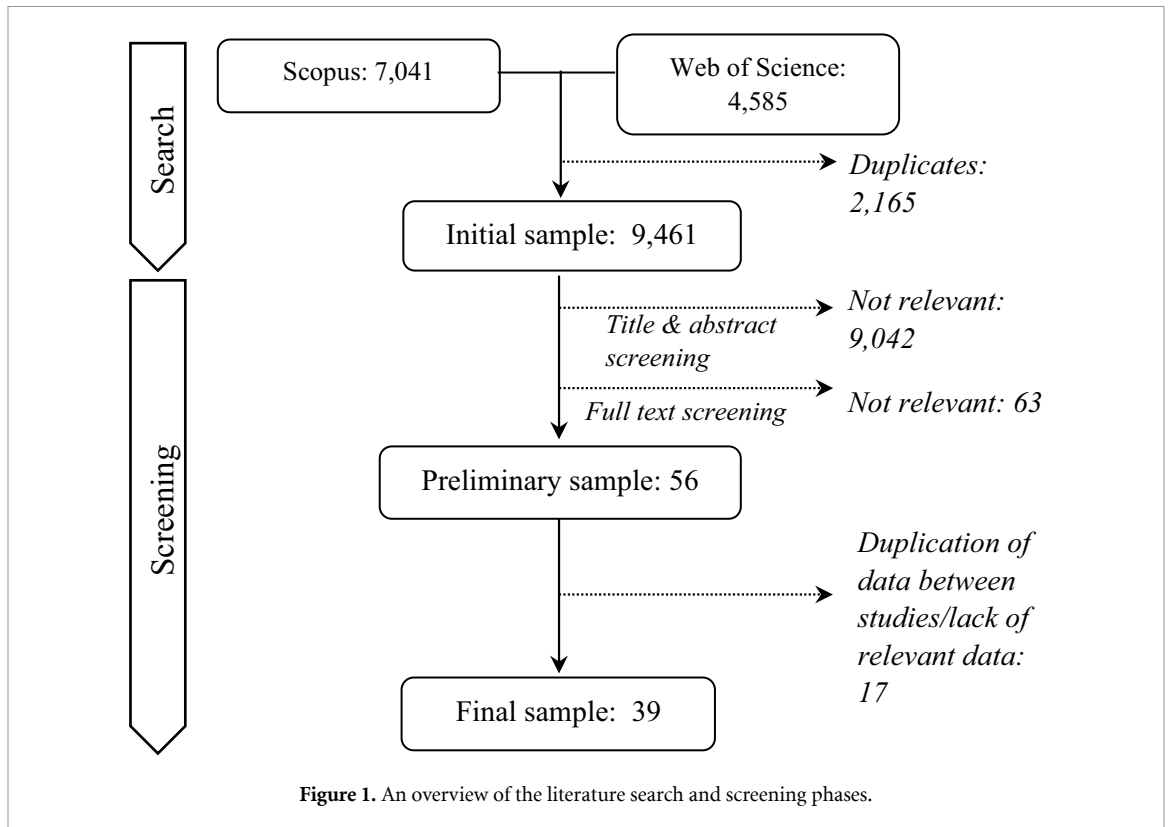 Search
Scopus: 7,041
Web of Science:
4,585
Duplicates:
2,165
Initial sample: 9,461
Screening
Not relevant:
9,042
Title & abstract
screening
Not relevant: 63
Full text screening
Preliminary sample: 56
Duplication of
data between
studies/lack of
relevant data:
17
Final sample: 39
Figure 1. An overview of the literature search and screening phases.